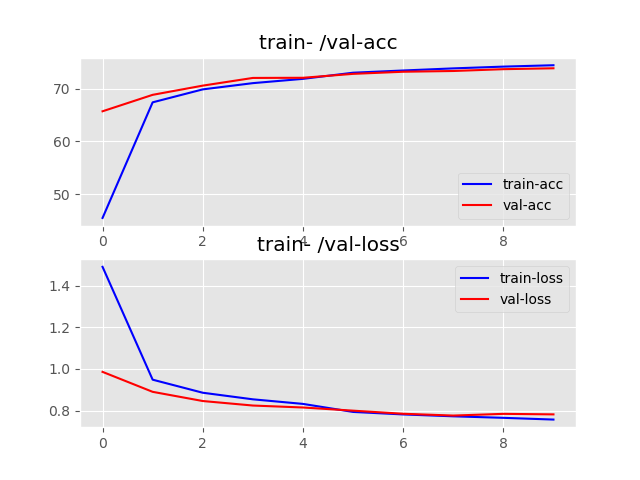 train- /val-acc
70
60
50
train-acc
val-acc
0 2 4 6 8
train- /val-loss
1.4
1.2
1.0
0.8
train-loss
val-loss
0 2 4 6 8